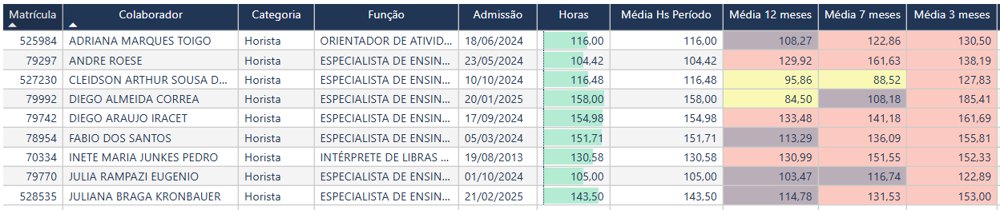 Matrícula Colaborador Categoria Função Admissão Horas Média Hs Período Média 12 meses Média 7 meses Média 3 meses
525984 ADRIANA MARQUES TOIGO Horista ORIENTADOR DE ATIVID... 18/06/2024 116,00 116,00 108,27 122,86 130,50
79297 ANDRE ROESE Horista ESPECIALISTA DE ENSIN... 23/05/2024 104,42 104,42 129,92 161,63 138,19
527230 CLEIDSON ARTHUR SOUSA D... Horista ESPECIALISTA DE ENSIN... 10/10/2024 116,48 116,48 95,86 88,52 127,83
79992 DIEGO ALMEIDA CORREA Horista ESPECIALISTA DE ENSIN... 20/01/2025 158,00 158,00 84,50 108,18 185,41
79742 DIEGO ARAUJO IRACET Horista ESPECIALISTA DE ENSIN... 17/09/2024 154,98 154,98 133,48 141,18 161,69
78954 FABIO DOS SANTOS Horista ESPECIALISTA DE ENSIN... 05/03/2024 151,71 151,71 113,29 136,09 155,81
70334 INETE MARIA JUNKES PEDRO Horista INTÉRPRETE DE LIBRAS ... 19/08/2013 130,58 130,58 130,99 151,55 152,33
79770 JULIA RAMPAZI EUGENIO Horista ESPECIALISTA DE ENSIN... 01/10/2024 105,00 105,00 103,47 116,74 122,89
528535 JULIANA BRAGA KRONBAUER Horista ESPECIALISTA DE ENSIN... 21/02/2025 143,50 143,50 114,78 131,53 153,00